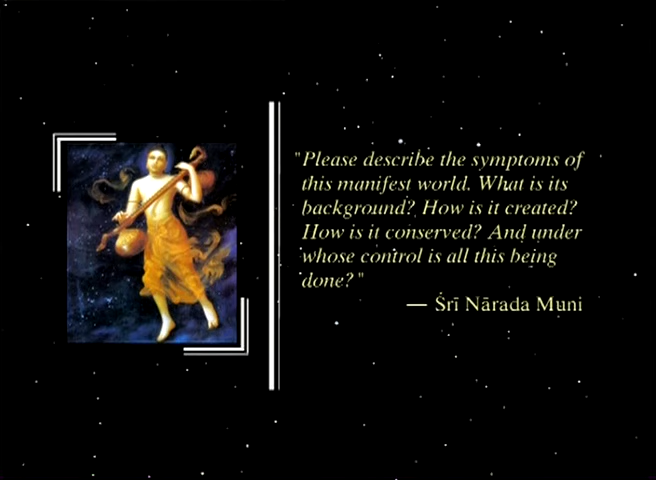 "Please describe the symptoms of
this manifest world. What is its
background? How is it created?
How is it conserved? And under
whose control is all this being
done?"
— Śrī Nārada Muni